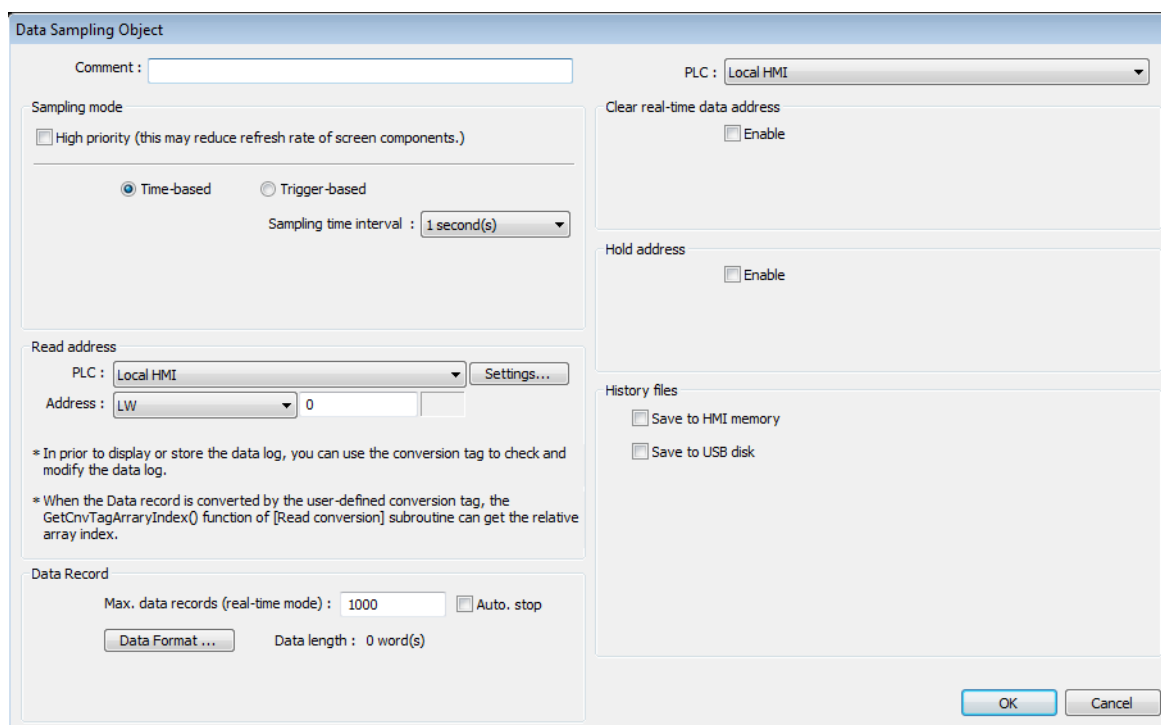 Data Sampling Object
Comment :
Sampling mode
High priority (this may reduce refresh rate of screen components.)
Time-based Trigger-based
Sampling time interval : 1 second(s)
Read address
PLC : Local HMI Settings...
Address : LW 0
* In prior to display or store the data log, you can use the conversion tag to check and
modify the data log.
* When the Data record is converted by the user-defined conversion tag, the
GetCnvTagArraryIndex() function of [Read conversion] subroutine can get the relative
array index.
Data Record
Max. data records (real-time mode) : 1000 Auto. stop
Data Format ... Data length : 0 word(s)
PLC : Local HMI
Clear real-time data address
Enable
Hold address
Enable
History files
Save to HMI memory
Save to USB disk
OK Cancel